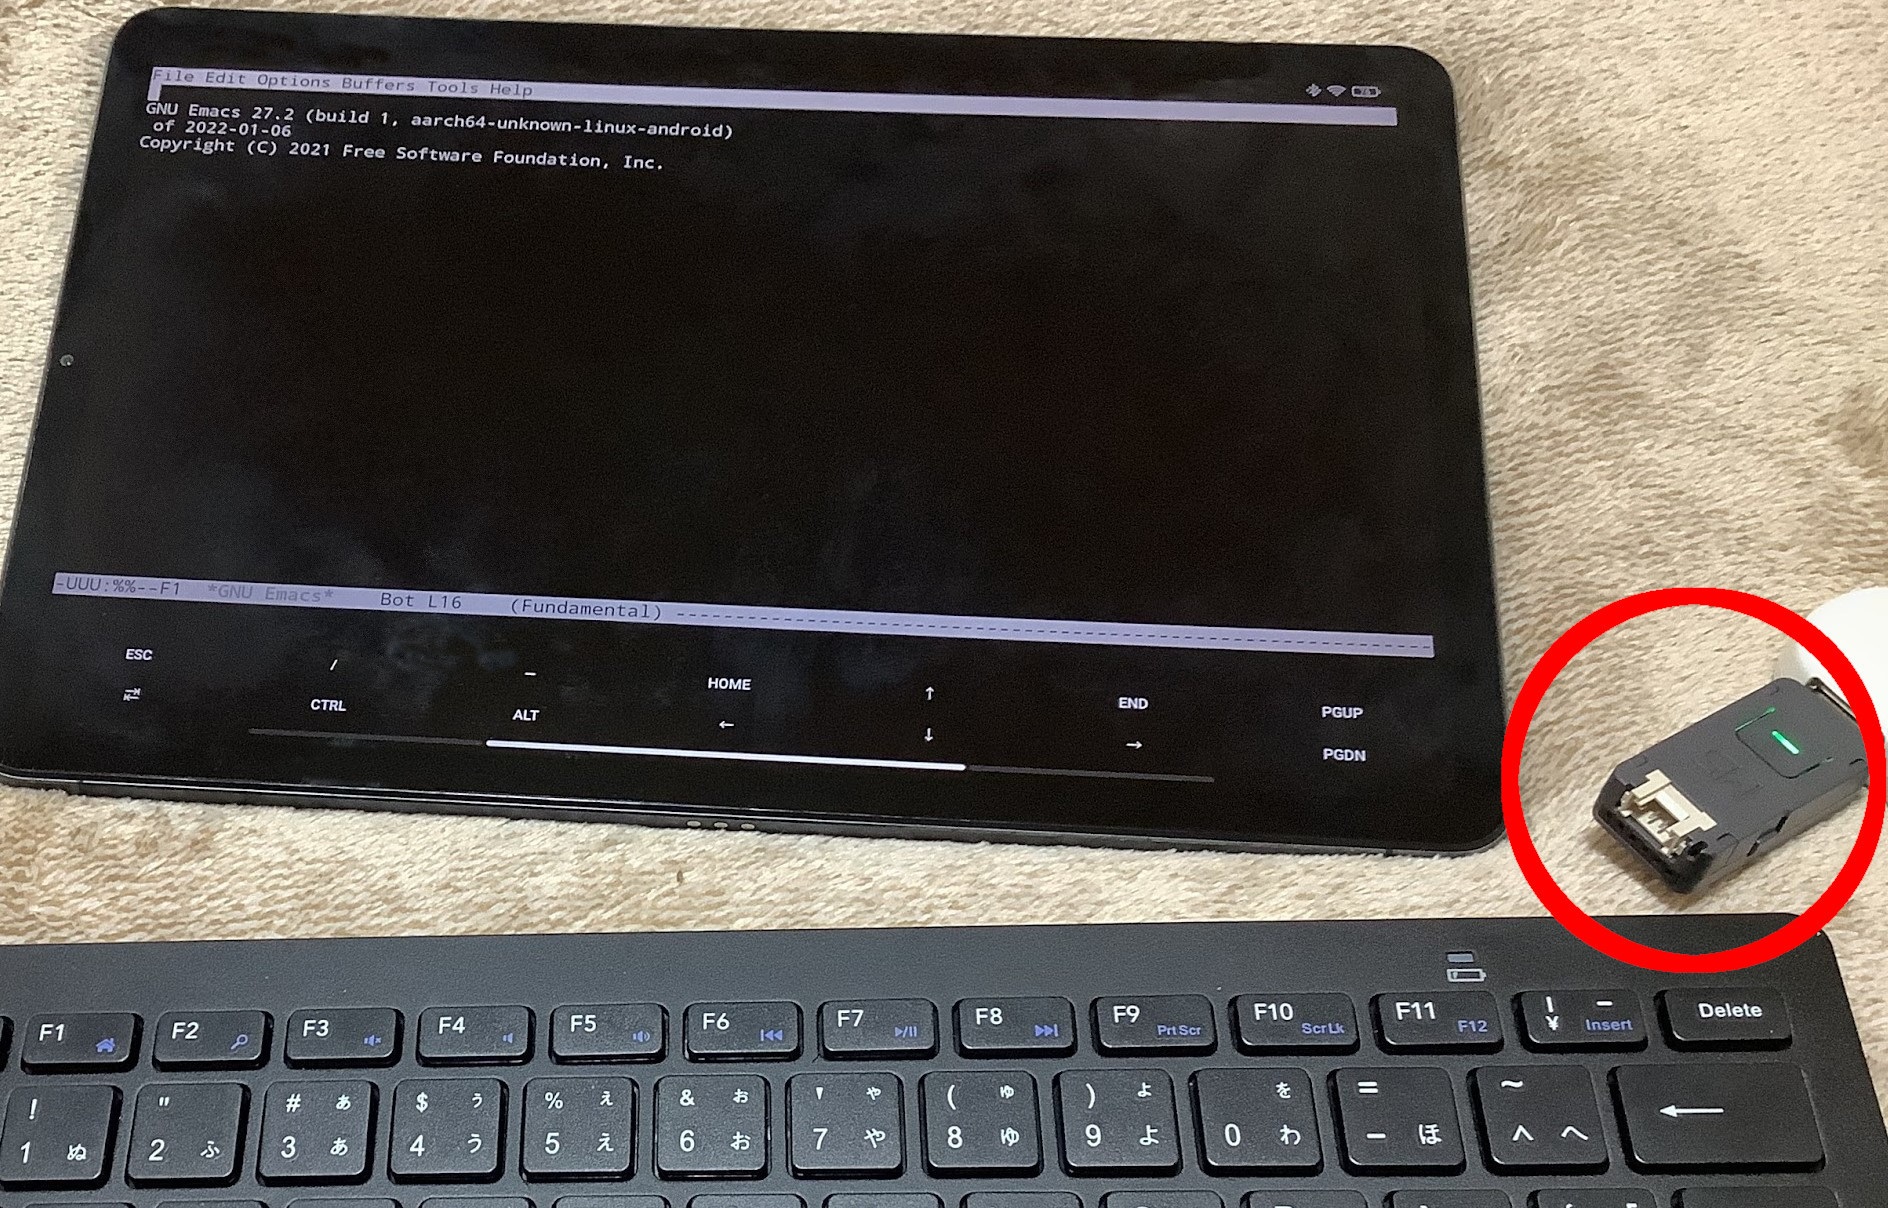 File Edit Options Buffers Tools Help
GNU Emacs 27.2 (build 1, aarch64-unknown-linux-android)
of 2022-01-06
Copyright (C) 2021 Free Software Foundation, Inc.
-UUU:%%--F1 *GNU Emacs* Bot L16 (Fundamental) ----------------------------------------
ESC / - HOME ↑ END PGUP
CTRL ALT ← ↓ → PGDN
F1 F2 F3 F4 F5 F6 F7 F8 F9 PrtScr F10 ScrLk F11 F12 ! ¥ Insert Delete
! " # あ $ ぅ % ぇ & ぉ ' ゃ ( ゅ ) ょ を = ~ ←
1 ぬ 2 ふ 3 あ 4 う 5 え 6 お 7 や 8 ゆ 9 よ 0 わ - ほ ^ へ